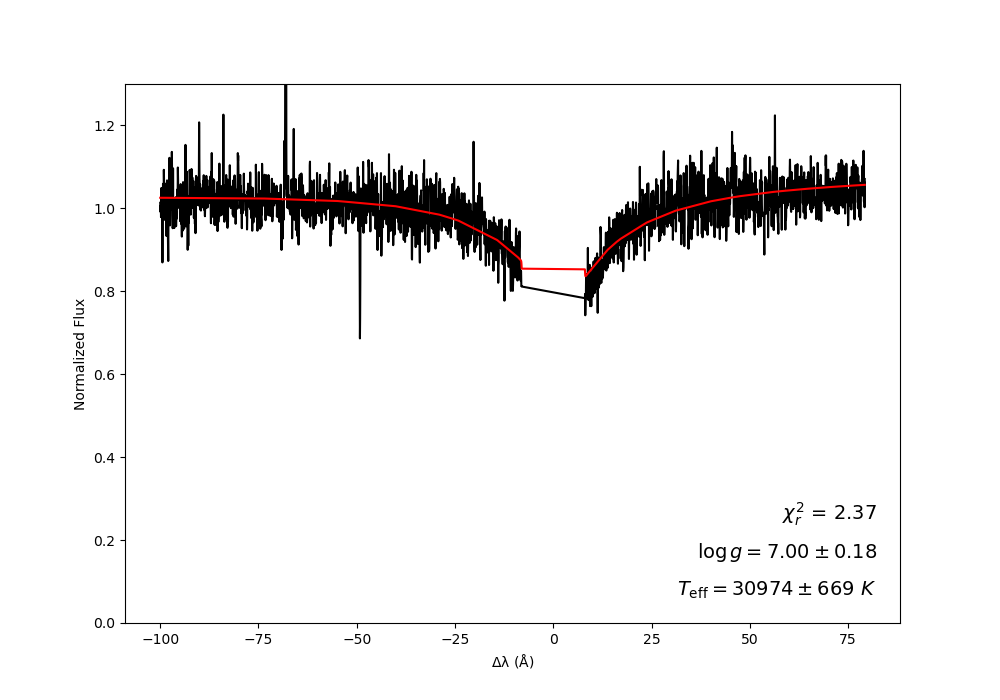 1.2
1.0
0.8
0.6
0.4
0.2
0.0
Normalized Flux
χ²ᵣ = 2.37
log g = 7.00 ± 0.18
T_eff = 30974 ± 669 K
−100 −75 −50 −25 0 25 50 75
Δλ (Å)